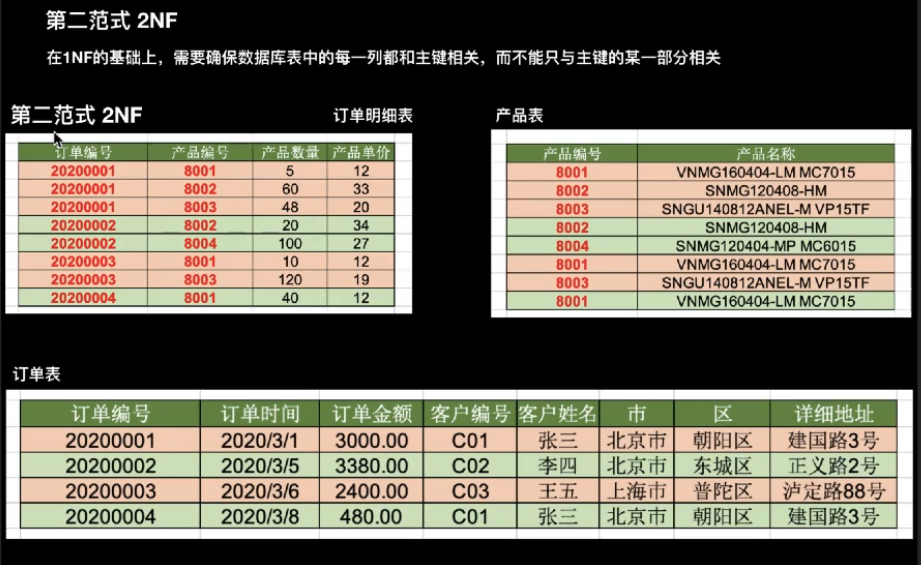 第二范式 2NF
在1NF的基础上，需要确保数据库表中的每一列都和主键相关，而不能只与主键的某一部分相关
第二范式 2NF
订单明细表
订单编号 产品编号 产品数量 产品单价
20200001 8001 5 12
20200001 8002 60 33
20200001 8003 48 20
20200002 8002 20 34
20200002 8004 100 27
20200003 8001 10 12
20200003 8003 120 19
20200004 8001 40 12
产品表
产品编号 产品名称
8001 VNMG160404-LM MC7015
8002 SNMG120408-HM
8003 SNGU140812ANEL-M VP15TF
8002 SNMG120408-HM
8004 SNMG120404-MP MC6015
8001 VNMG160404-LM MC7015
8003 SNGU140812ANEL-M VP15TF
8001 VNMG160404-LM MC7015
订单表
订单编号 订单时间 订单金额 客户编号 客户姓名 市 区 详细地址
20200001 2020/3/1 3000.00 C01 张三 北京市 朝阳区 建国路3号
20200002 2020/3/5 3380.00 C02 李四 北京市 东城区 正义路2号
20200003 2020/3/6 2400.00 C03 王五 上海市 普陀区 泸定路88号
20200004 2020/3/8 480.00 C01 张三 北京市 朝阳区 建国路3号